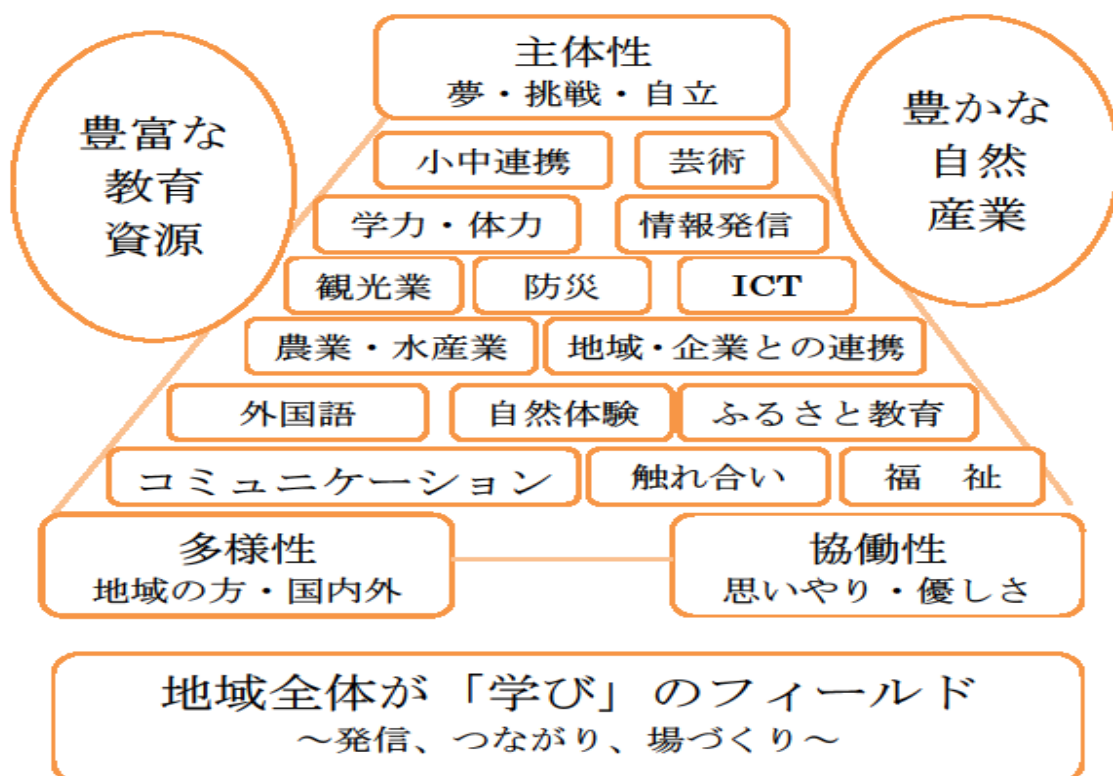 主体性
夢・挑戦・自立
豊富な
教育
資源
豊かな
自然
産業
小中連携 芸術
学力・体力 情報発信
観光業 防災 ICT
農業・水産業 地域・企業との連携
外国語 自然体験 ふるさと教育
コミュニケーション 触れ合い 福　祉
多様性
地域の方・国内外
協働性
思いやり・優しさ
地域全体が「学び」のフィールド
～発信、つながり、場づくり～